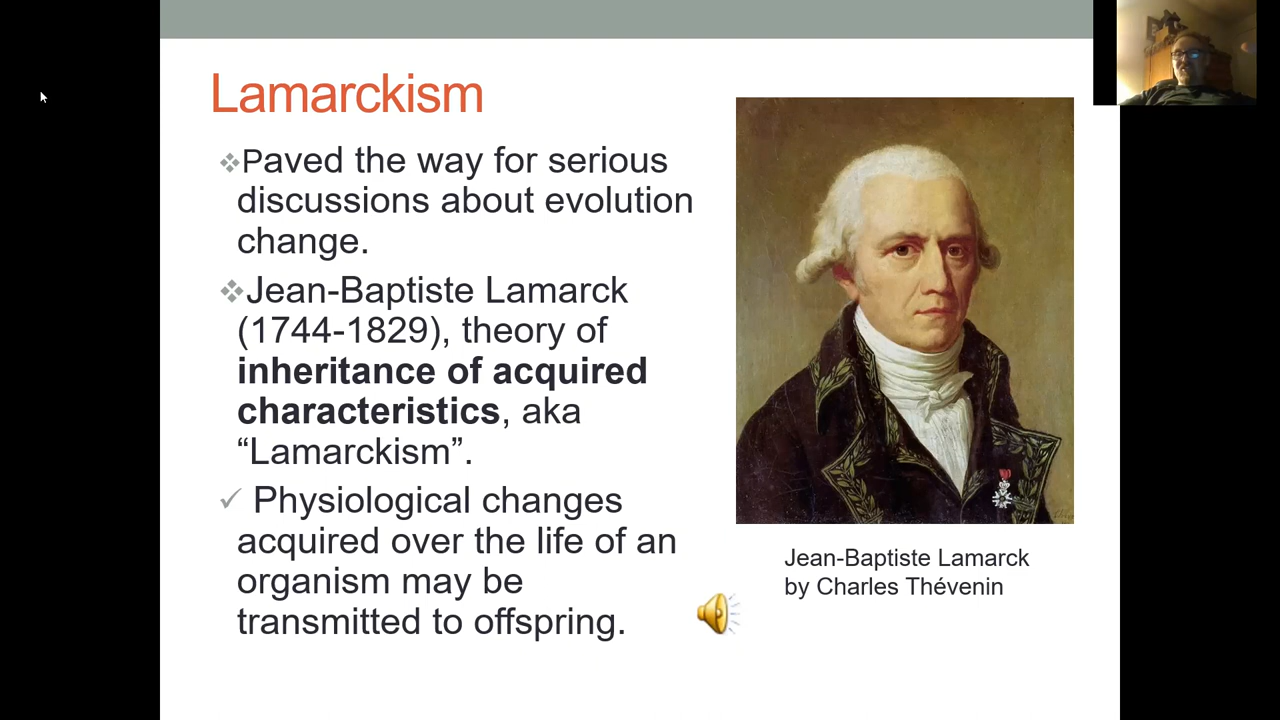 Lamarckism
Paved the way for serious
discussions about evolution
change.
Jean-Baptiste Lamarck
(1744-1829), theory of
inheritance of acquired
characteristics, aka
“Lamarckism”.
Physiological changes
acquired over the life of an
organism may be
transmitted to offspring.
Jean-Baptiste Lamarck
by Charles Thévenin